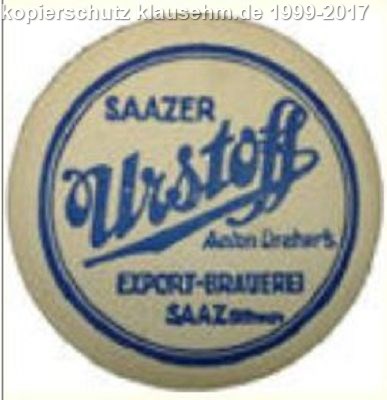 kopierschutz klausehm.de 1999-2017
SAAZER
Urstoff
Anton Dreher's
EXPORT-BRAUEREI
SAAZ